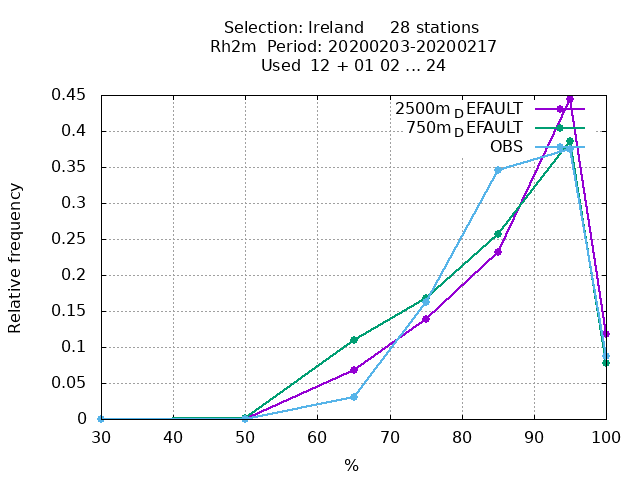 Selection: Ireland     28 stations
Rh2m  Period: 20200203-20200217
Used  12 + 01 02 ... 24
0.45
0.4
0.35
0.3
0.25
0.2
0.15
0.1
0.05
0
Relative frequency
2500m_DEFAULT
750m_DEFAULT
OBS
30 40 50 60 70 80 90 100
%